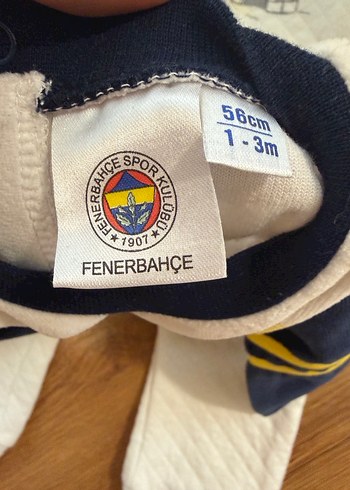 FENERBAHÇE SPOR KULÜBÜ
★ 1907 ★
FENERBAHÇE
56cm
1 - 3m